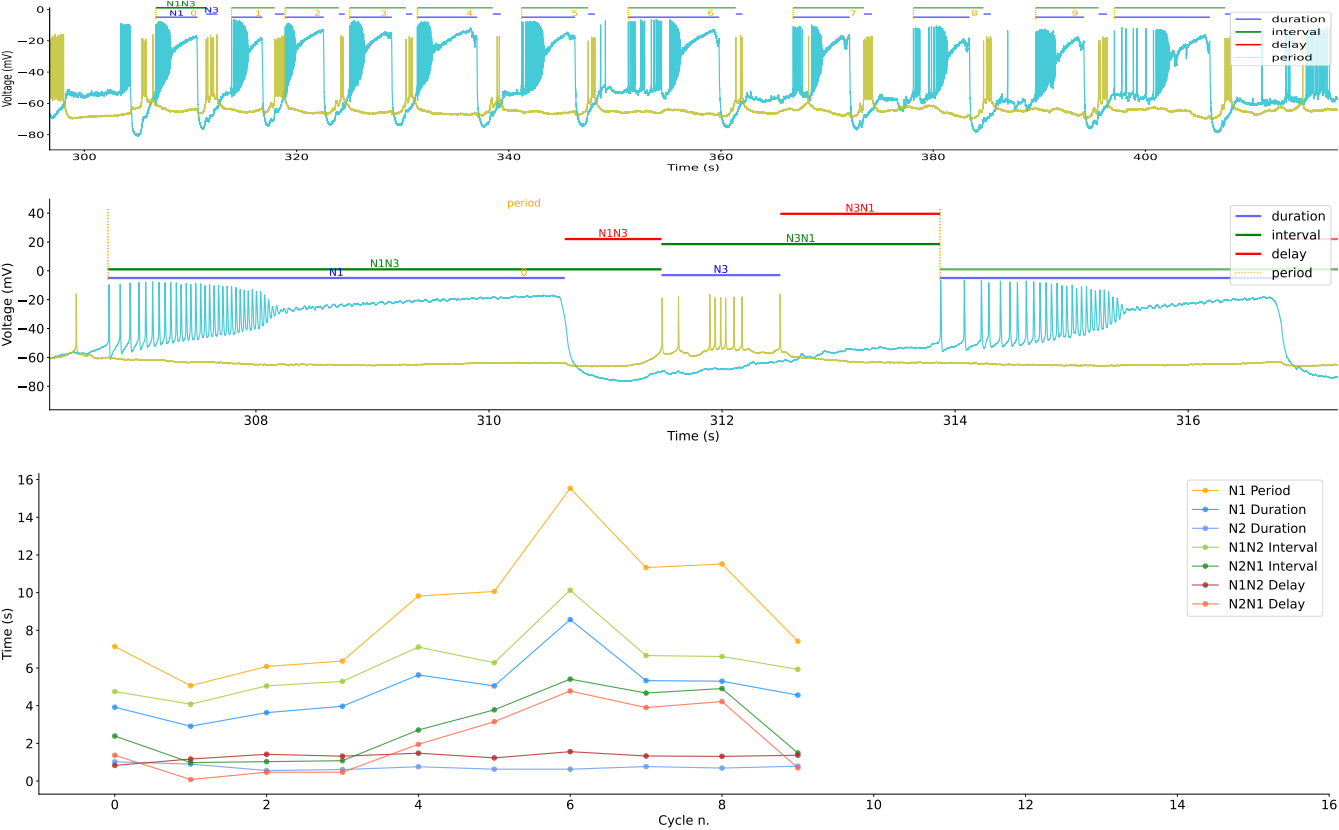 N1N3
N1 0 N3 1 2 3 4 5 6 7 8 9
0
−20
−40
−60
−80
Voltage (mV)
duration
interval
delay
period
300 320 340 360 380 400
Time (s)
period
N3N1
N1N3
N3N1
N1N3
N1 0 N3
40
20
0
−20
−40
−60
−80
Voltage (mV)
duration
interval
delay
period
308 310 312 314 316
Time (s)
16
14
12
10
8
6
4
2
0
Time (s)
N1 Period
N1 Duration
N2 Duration
N1N2 Interval
N2N1 Interval
N1N2 Delay
N2N1 Delay
0 2 4 6 8 10 12 14 16
Cycle n.